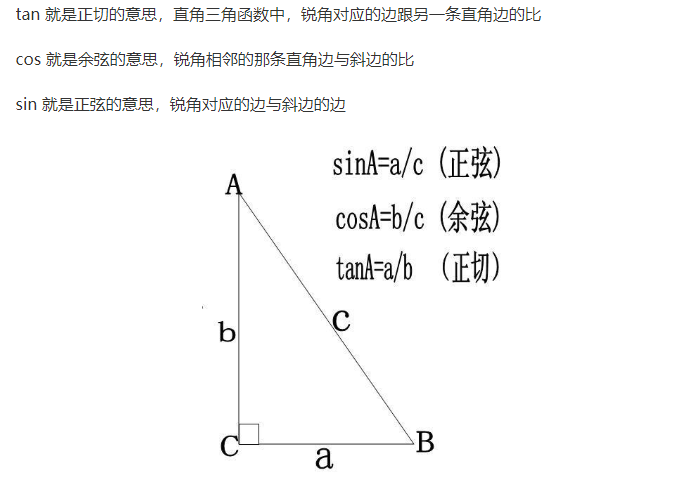 tan 就是正切的意思，直角三角函数中，锐角对应的边跟另一条直角边的比
cos 就是余弦的意思，锐角相邻的那条直角边与斜边的比
sin 就是正弦的意思，锐角对应的边与斜边的边
sinA=a/c（正弦）
A
cosA=b/c（余弦）
tanA=a/b （正切）
C
b
C
B
a